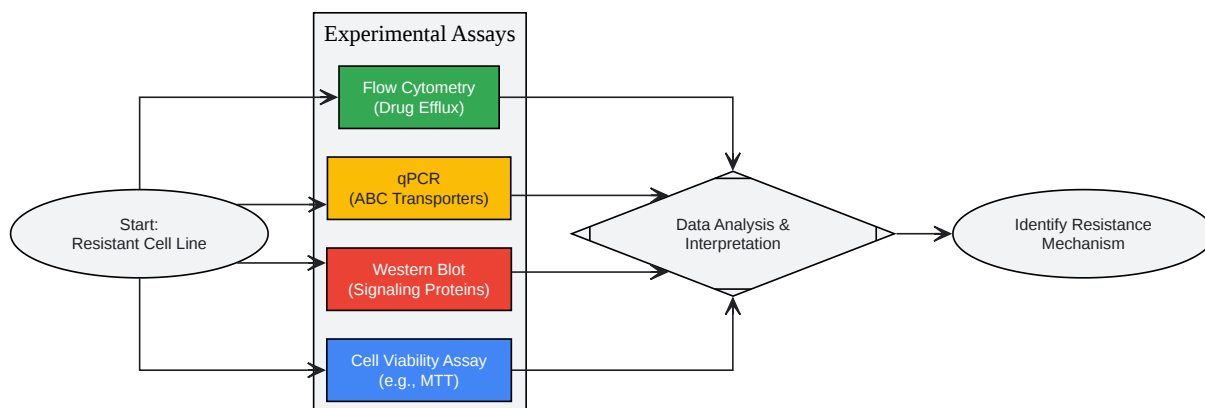 Experimental Assays
Flow Cytometry
(Drug Efflux)
qPCR
(ABC Transporters)
Start:
Resistant Cell Line
Data Analysis &
Interpretation
Identify Resistance
Mechanism
Western Blot
(Signaling Proteins)
Cell Viability Assay
(e.g., MTT)